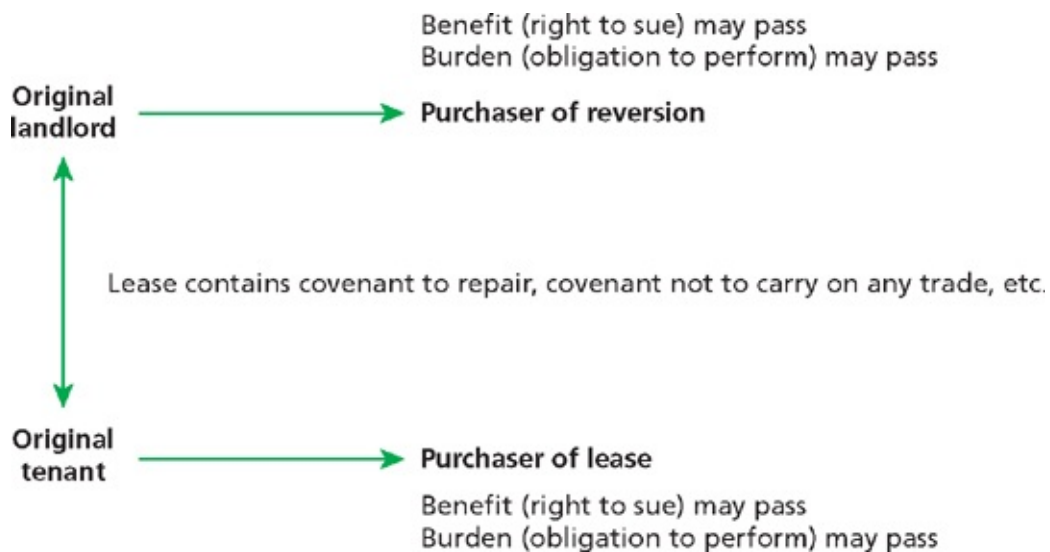 Benefit (right to sue) may pass
Burden (obligation to perform) may pass
Original
landlord
Purchaser of reversion
Lease contains covenant to repair, covenant not to carry on any trade, etc.
Original
tenant
Purchaser of lease
Benefit (right to sue) may pass
Burden (obligation to perform) may pass